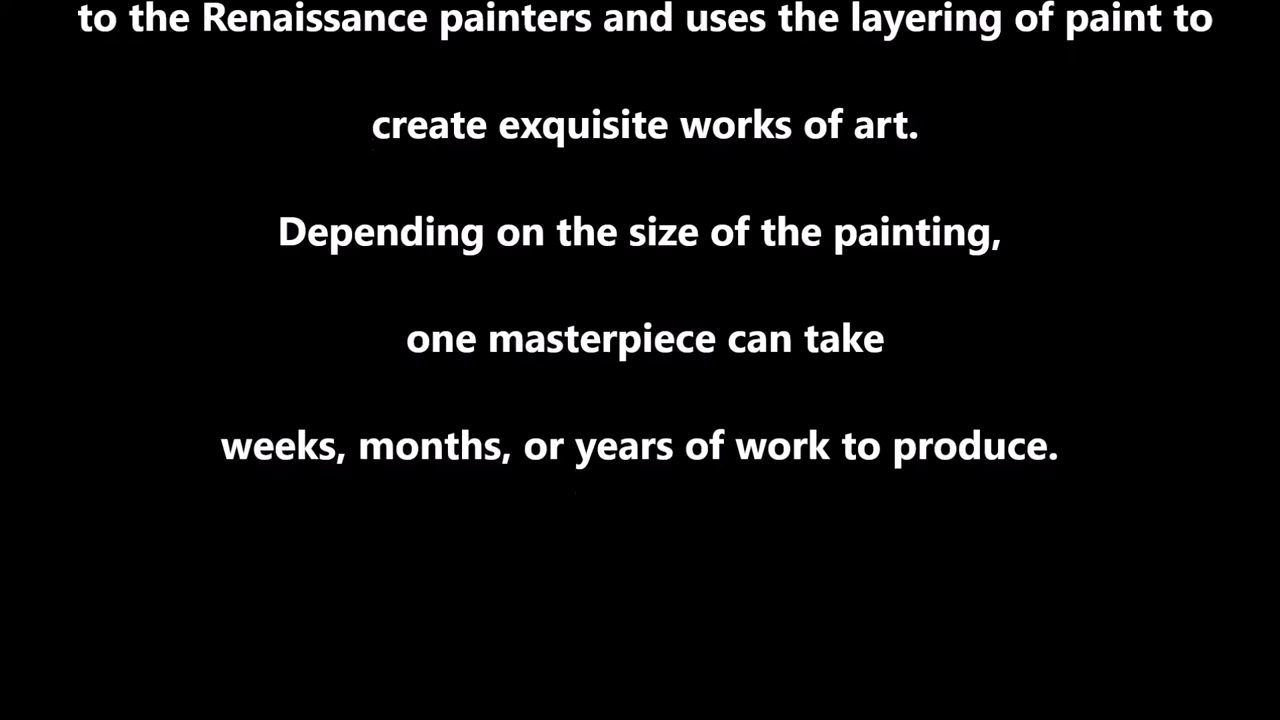 to the Renaissance painters and uses the layering of paint to
create exquisite works of art.
Depending on the size of the painting,
one masterpiece can take
weeks, months, or years of work to produce.